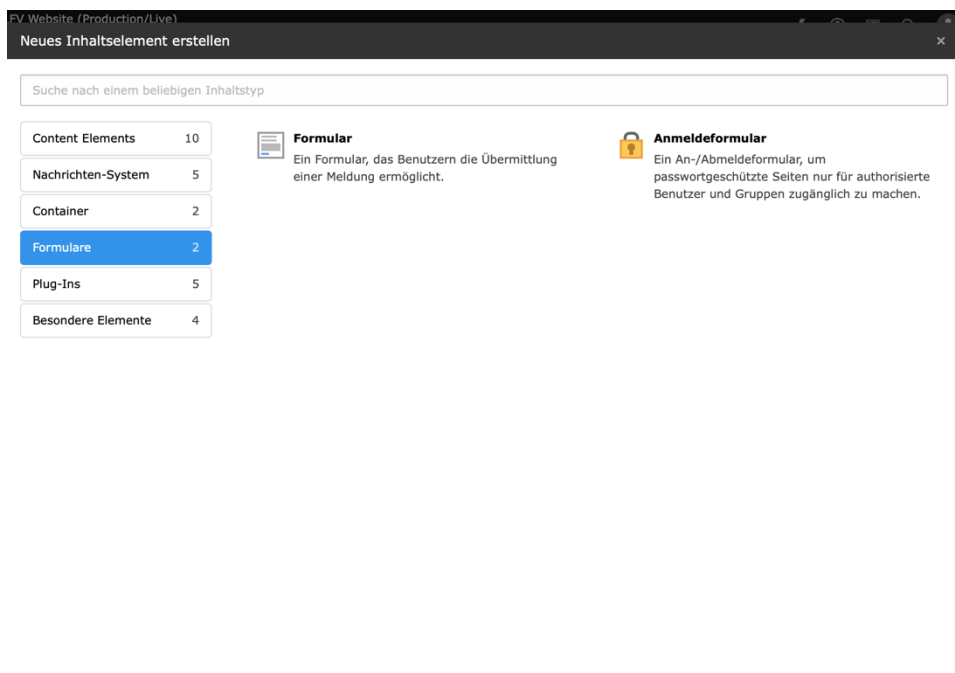 FV Website (Production/Live)
Neues Inhaltselement erstellen
×
Suche nach einem beliebigen Inhaltstyp
Content Elements 10
Nachrichten-System 5
Container 2
Formulare 2
Plug-Ins 5
Besondere Elemente 4
Formular
Ein Formular, das Benutzern die Übermittlung
einer Meldung ermöglicht.
Anmeldeformular
Ein An-/Abmeldeformular, um
passwortgeschützte Seiten nur für authorisierte
Benutzer und Gruppen zugänglich zu machen.